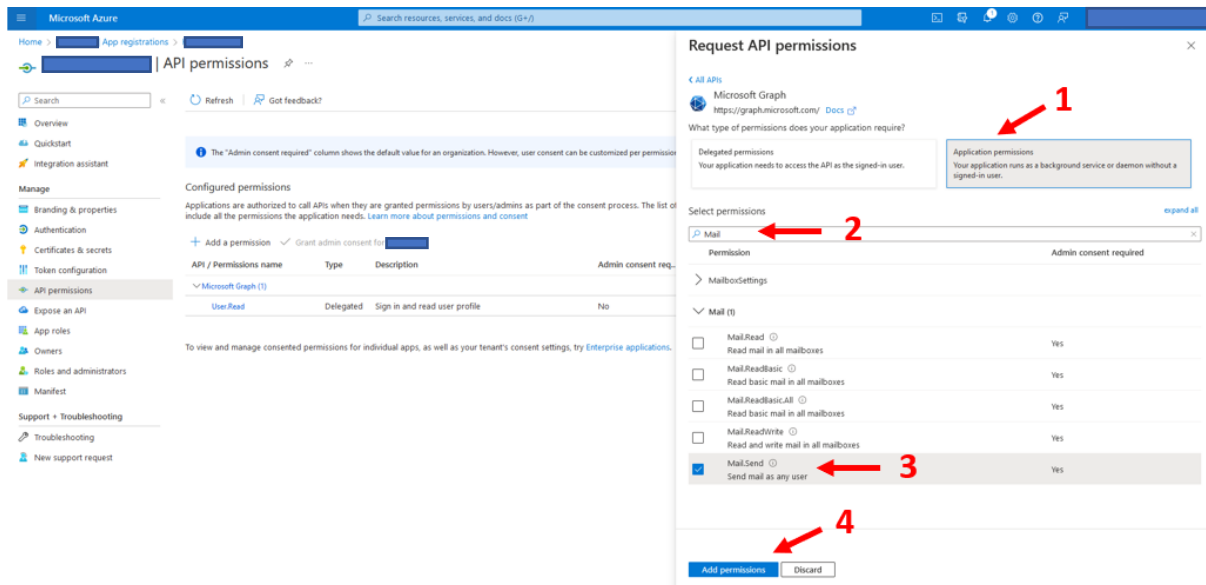 Microsoft Azure
Search resources, services, and docs (G+/)
1
Home > App registrations >
| API permissions ...
Search «
Overview
Quickstart
Integration assistant
Manage
Branding & properties
Authentication
Certificates & secrets
Token configuration
API permissions
Expose an API
App roles
Owners
Roles and administrators
Manifest
Support + Troubleshooting
Troubleshooting
New support request
Refresh | Got feedback?
The "Admin consent required" column shows the default value for an organization. However, user consent can be customized per permission
Configured permissions
Applications are authorized to call APIs when they are granted permissions by users/admins as part of the consent process. The list of
include all the permissions the application needs. Learn more about permissions and consent
+ Add a permission ✓ Grant admin consent for
API / Permissions name Type Description Admin consent req...
Microsoft Graph (1)
User.Read Delegated Sign in and read user profile No
To view and manage consented permissions for individual apps, as well as your tenant's consent settings, try Enterprise applications.
Request API permissions ×
< All APIs
Microsoft Graph
https://graph.microsoft.com/ Docs
What type of permissions does your application require?
1
Delegated permissions
Your application needs to access the API as the signed-in user.
Application permissions
Your application runs as a background service or daemon without a
signed-in user.
Select permissions expand all
Mail ×
2
Permission Admin consent required
MailboxSettings
Mail (1)
Mail.Read
Read mail in all mailboxes
Yes
Mail.ReadBasic
Read basic mail in all mailboxes
Yes
Mail.ReadBasic.All
Read basic mail in all mailboxes
Yes
Mail.ReadWrite
Read and write mail in all mailboxes
Yes
Mail.Send
Send mail as any user
Yes
3
4
Add permissions Discard